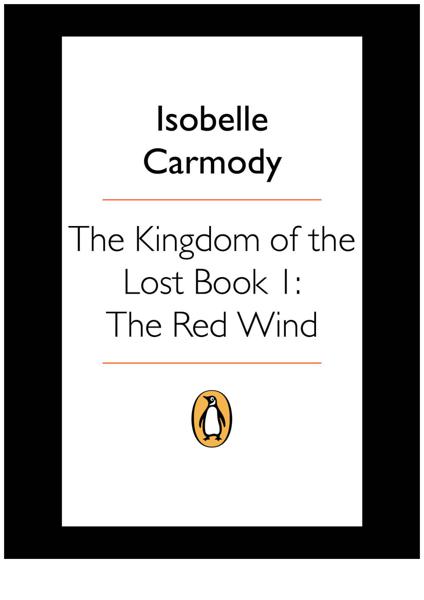 Isobelle
Carmody
The Kingdom of the
Lost Book 1:
The Red Wind